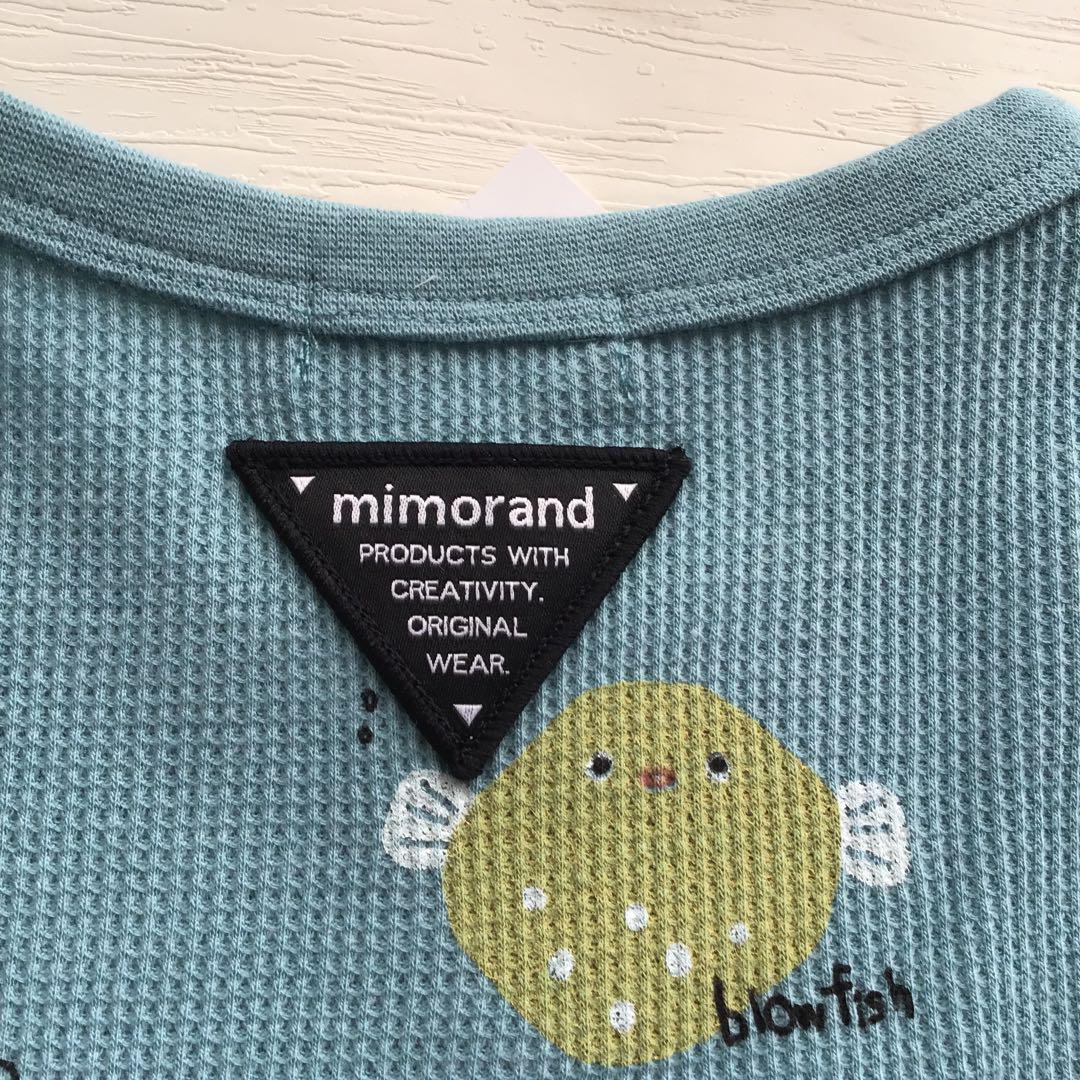 mimorand
PRODUCTS WITH
CREATIVITY.
ORIGINAL
WEAR.
blowfish